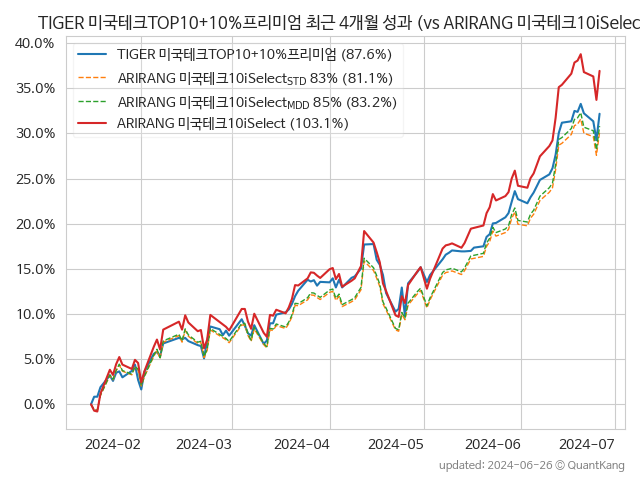 TIGER 미국테크TOP10+10%프리미엄 최근 4개월 성과 (vs ARIRANG 미국테크10iSelec
40.0%
35.0%
30.0%
25.0%
20.0%
15.0%
10.0%
5.0%
0.0%
TIGER 미국테크TOP10+10%프리미엄 (87.6%)
ARIRANG 미국테크10iSelectSTD 83% (81.1%)
ARIRANG 미국테크10iSelectMDD 85% (83.2%)
ARIRANG 미국테크10iSelect (103.1%)
2024-02 2024-03 2024-04 2024-05 2024-06 2024-07
updated: 2024-06-26 © QuantKang